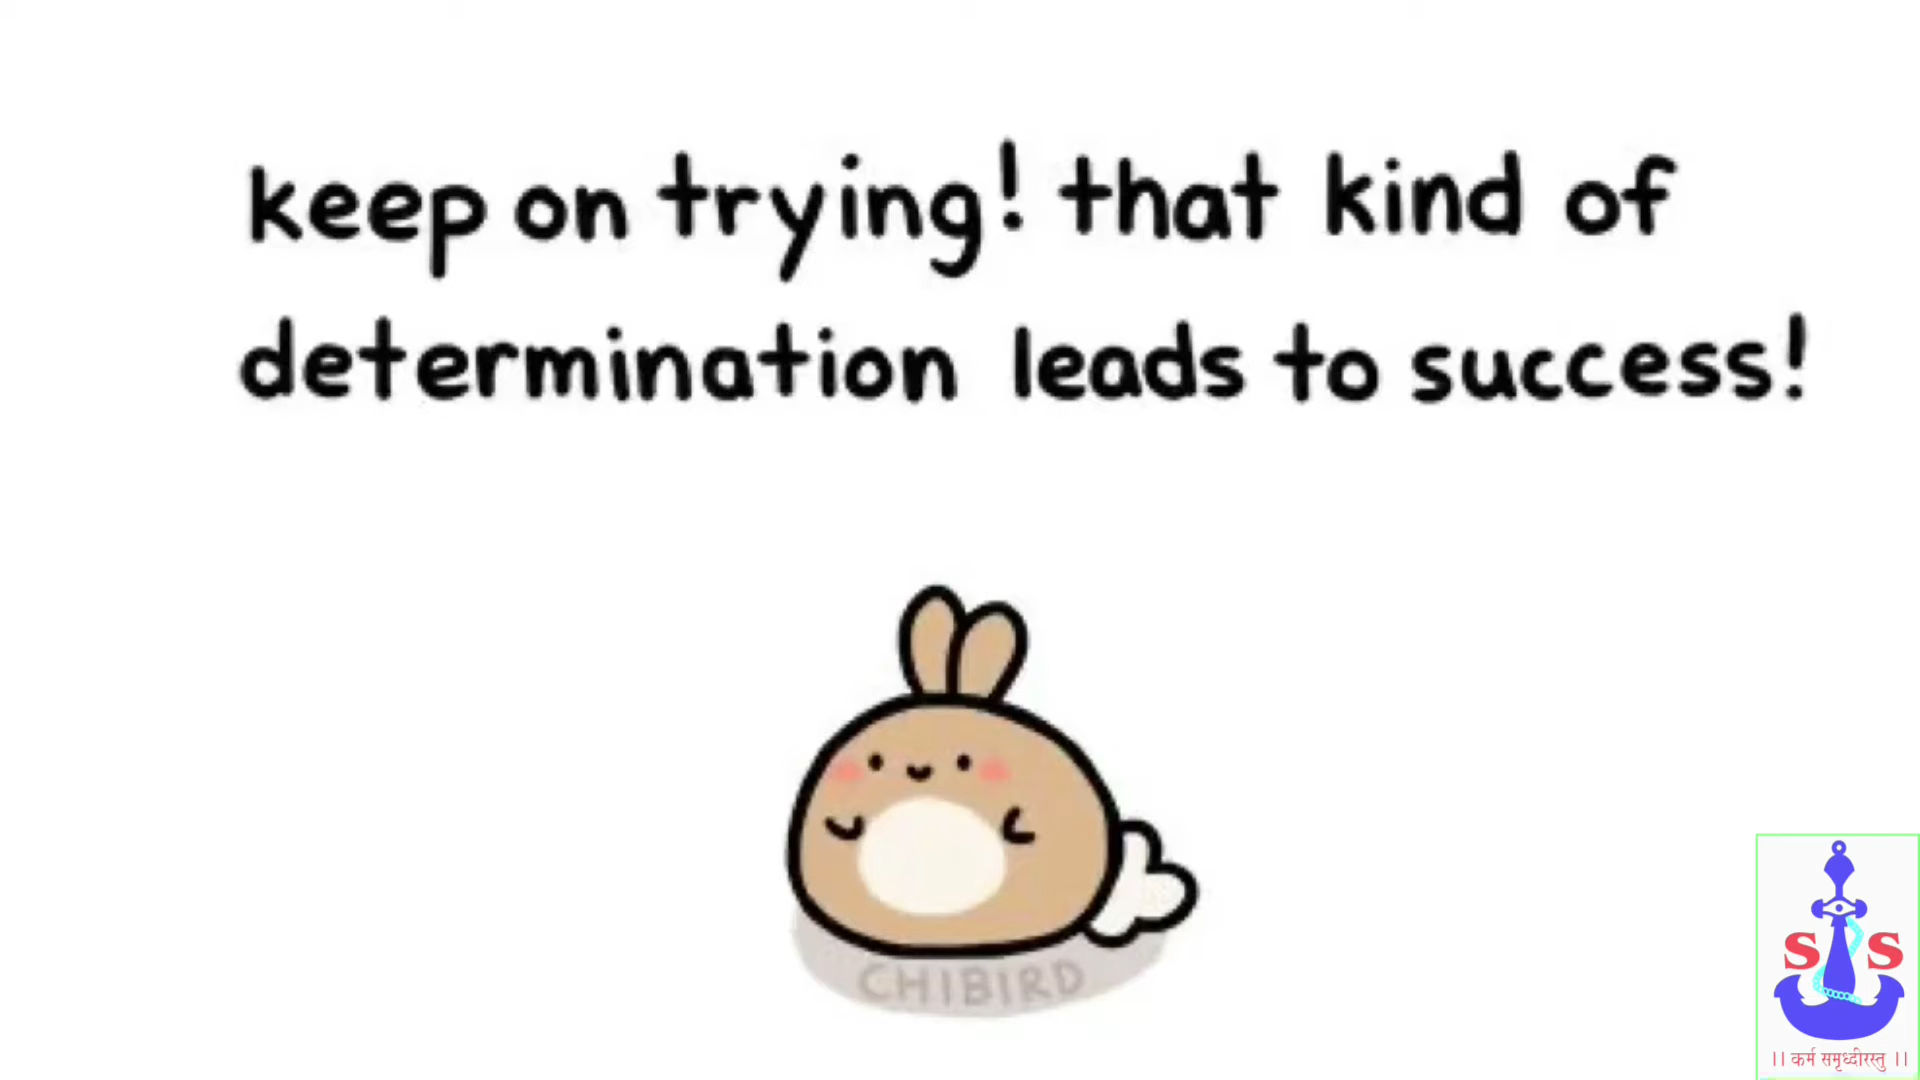 keep on trying! that kind of
determination leads to success!
CHIBIRD
S S
।। कर्म समृध्दीरस्तु ।।